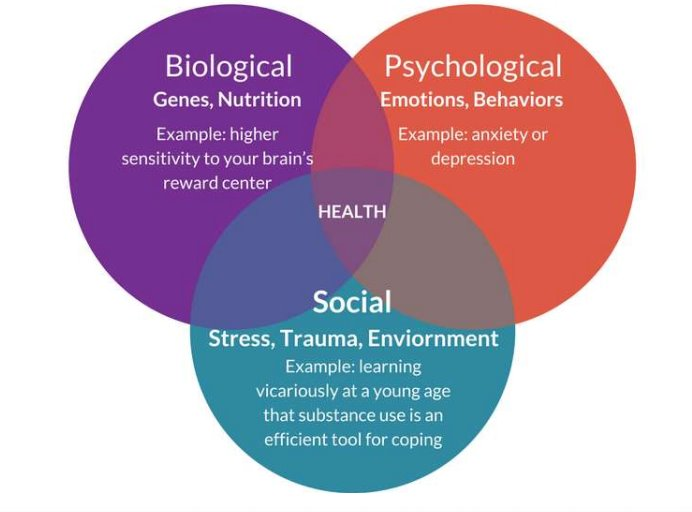 Biological
Genes, Nutrition
Example: higher
sensitivity to your brain's
reward center
Psychological
Emotions, Behaviors
Example: anxiety or
depression
HEALTH
Social
Stress, Trauma, Enviornment
Example: learning
vicariously at a young age
that substance use is an
efficient tool for coping